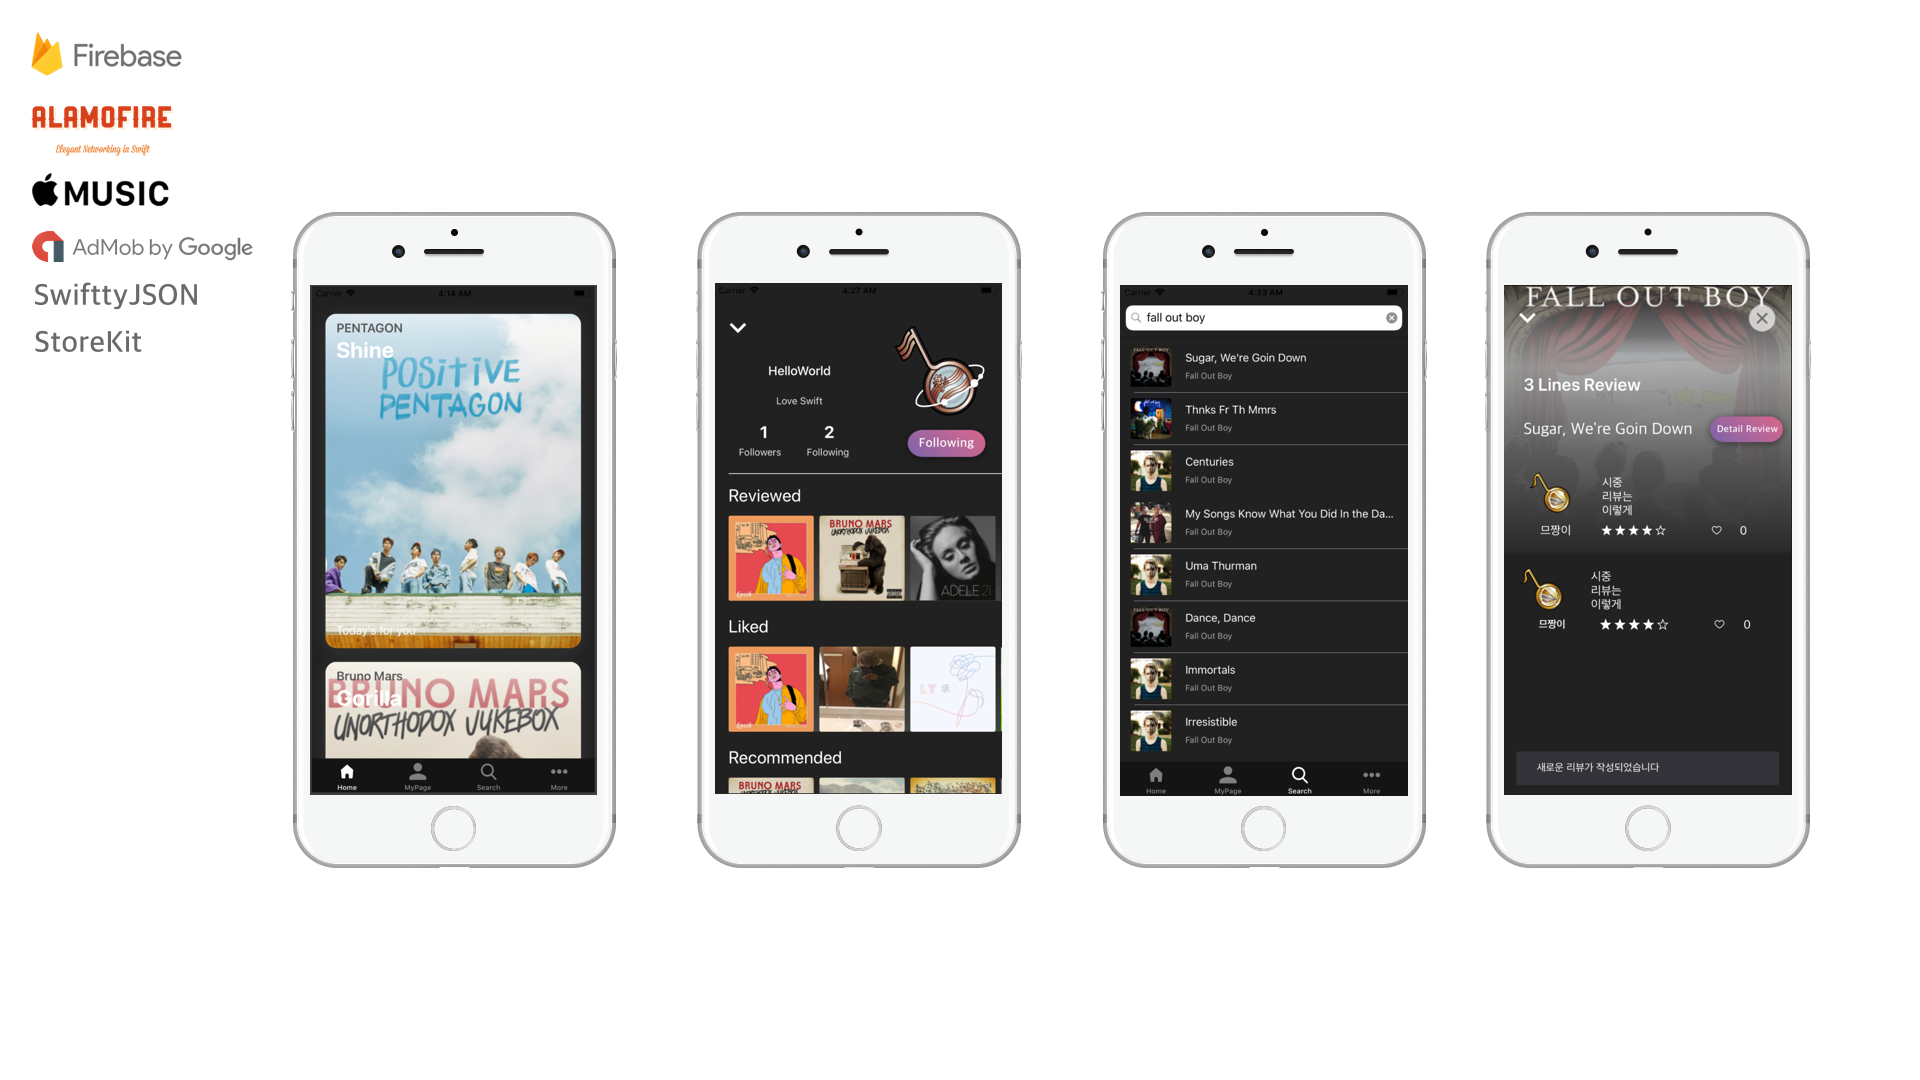 Firebase
ALAMOFIRE
Elegant Networking in Swift
MUSIC
AdMob by Google
SwifttyJSON
StoreKit
Carrier 4:14 AM
PENTAGON
Shine
POSITIVE
PENTAGON
Today's for you
Bruno Mars
Gorilla
BRUNO MARS
UNORTHODOX JUKEBOX
Home MyPage Search More
Carrier 4:27 AM
HelloWorld
Love Swift
1 2
Followers Following
Following
Reviewed
BRUNO MARS
UNORTHODOX JUKEBOX
ADELE 21
Liked
LY 承
Recommended
BRUNO MARS
Carrier 4:33 AM
fall out boy
Sugar, We're Goin Down
Fall Out Boy
Thnks Fr Th Mmrs
Fall Out Boy
Centuries
Fall Out Boy
My Songs Know What You Did In the Da...
Fall Out Boy
Uma Thurman
Fall Out Boy
Dance, Dance
Fall Out Boy
Immortals
Fall Out Boy
Irresistible
Fall Out Boy
Home MyPage Search More
FALL OUT BOY
3 Lines Review
Sugar, We're Goin Down
Detail Review
시중
리뷰는
이렇게
므짱이 ★★★★☆ ♡ 0
시중
리뷰는
이렇게
므짱이 ★★★★☆ ♡ 0
새로운 리뷰가 작성되었습니다